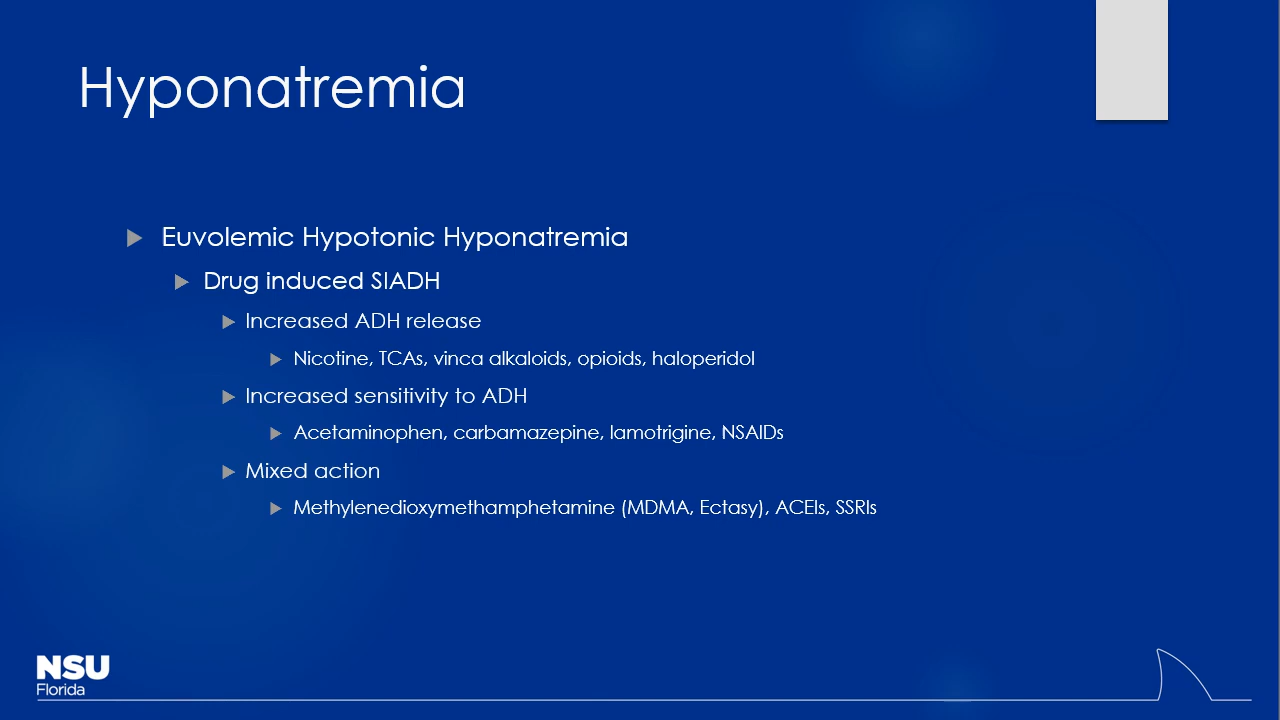 Hyponatremia
Euvolemic Hypotonic Hyponatremia
Drug induced SIADH
Increased ADH release
Nicotine, TCAs, vinca alkaloids, opioids, haloperidol
Increased sensitivity to ADH
Acetaminophen, carbamazepine, lamotrigine, NSAIDs
Mixed action
Methylenedioxymethamphetamine (MDMA, Ectasy), ACEIs, SSRIs
NSU
Florida